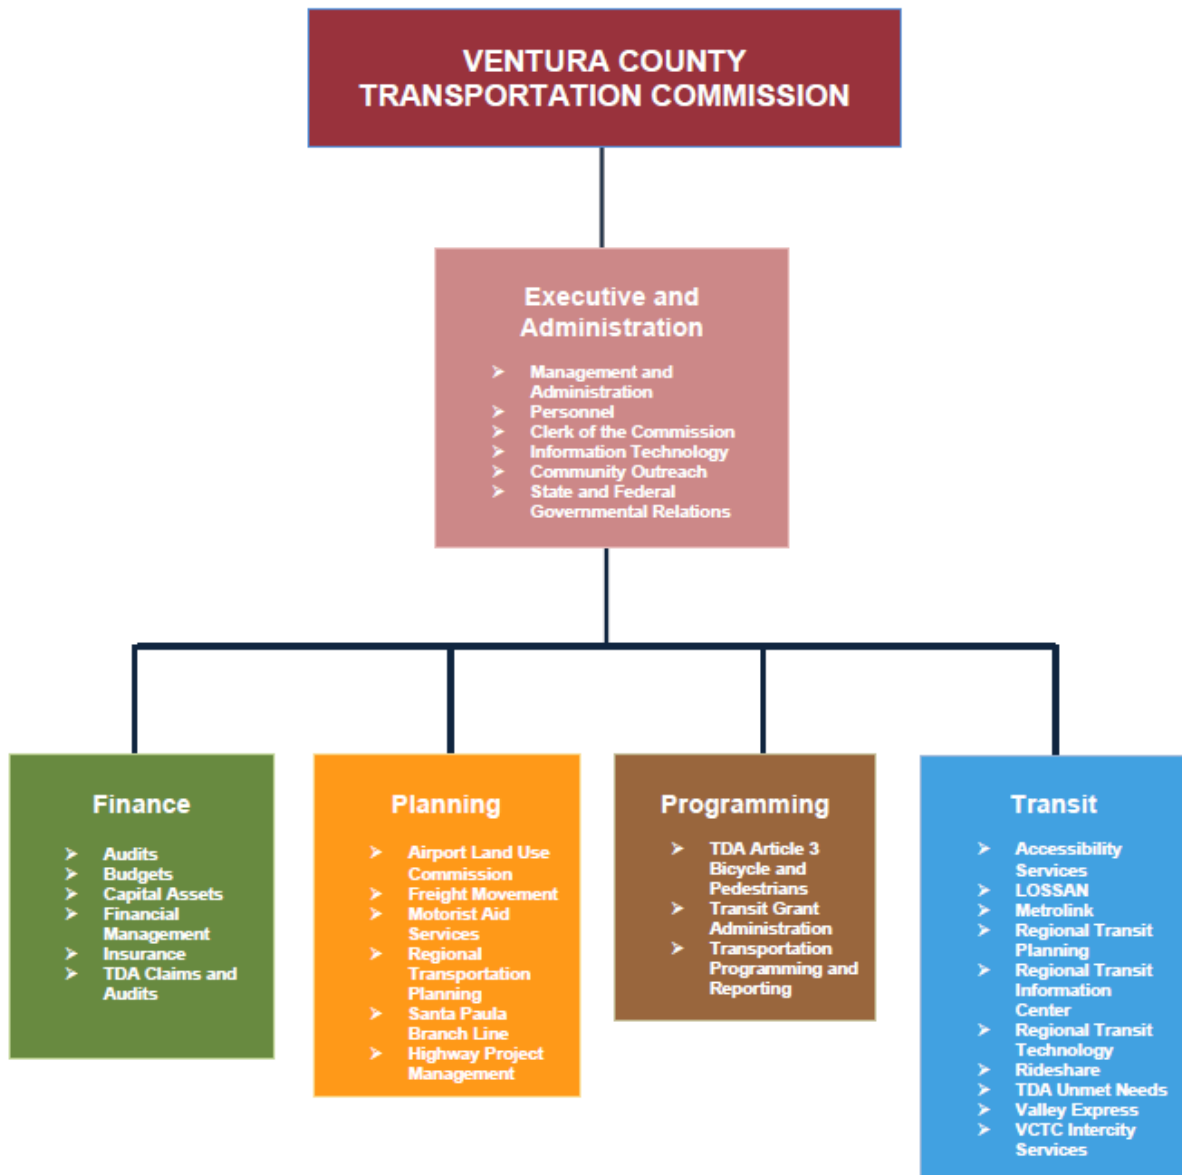 VENTURA COUNTY
TRANSPORTATION COMMISSION
Executive and
Administration
➢ Management and
Administration
➢ Personnel
➢ Clerk of the Commission
➢ Information Technology
➢ Community Outreach
➢ State and Federal
Governmental Relations
Finance
➢ Audits
➢ Budgets
➢ Capital Assets
➢ Financial
Management
➢ Insurance
➢ TDA Claims and
Audits
Planning
➢ Airport Land Use
Commission
➢ Freight Movement
➢ Motorist Aid
Services
➢ Regional
Transportation
Planning
➢ Santa Paula
Branch Line
➢ Highway Project
Management
Programming
➢ TDA Article 3
Bicycle and
Pedestrians
➢ Transit Grant
Administration
➢ Transportation
Programming and
Reporting
Transit
➢ Accessibility
Services
➢ LOSSAN
➢ Metrolink
➢ Regional Transit
Planning
➢ Regional Transit
Information
Center
➢ Regional Transit
Technology
➢ Rideshare
➢ TDA Unmet Needs
➢ Valley Express
➢ VCTC Intercity
Services